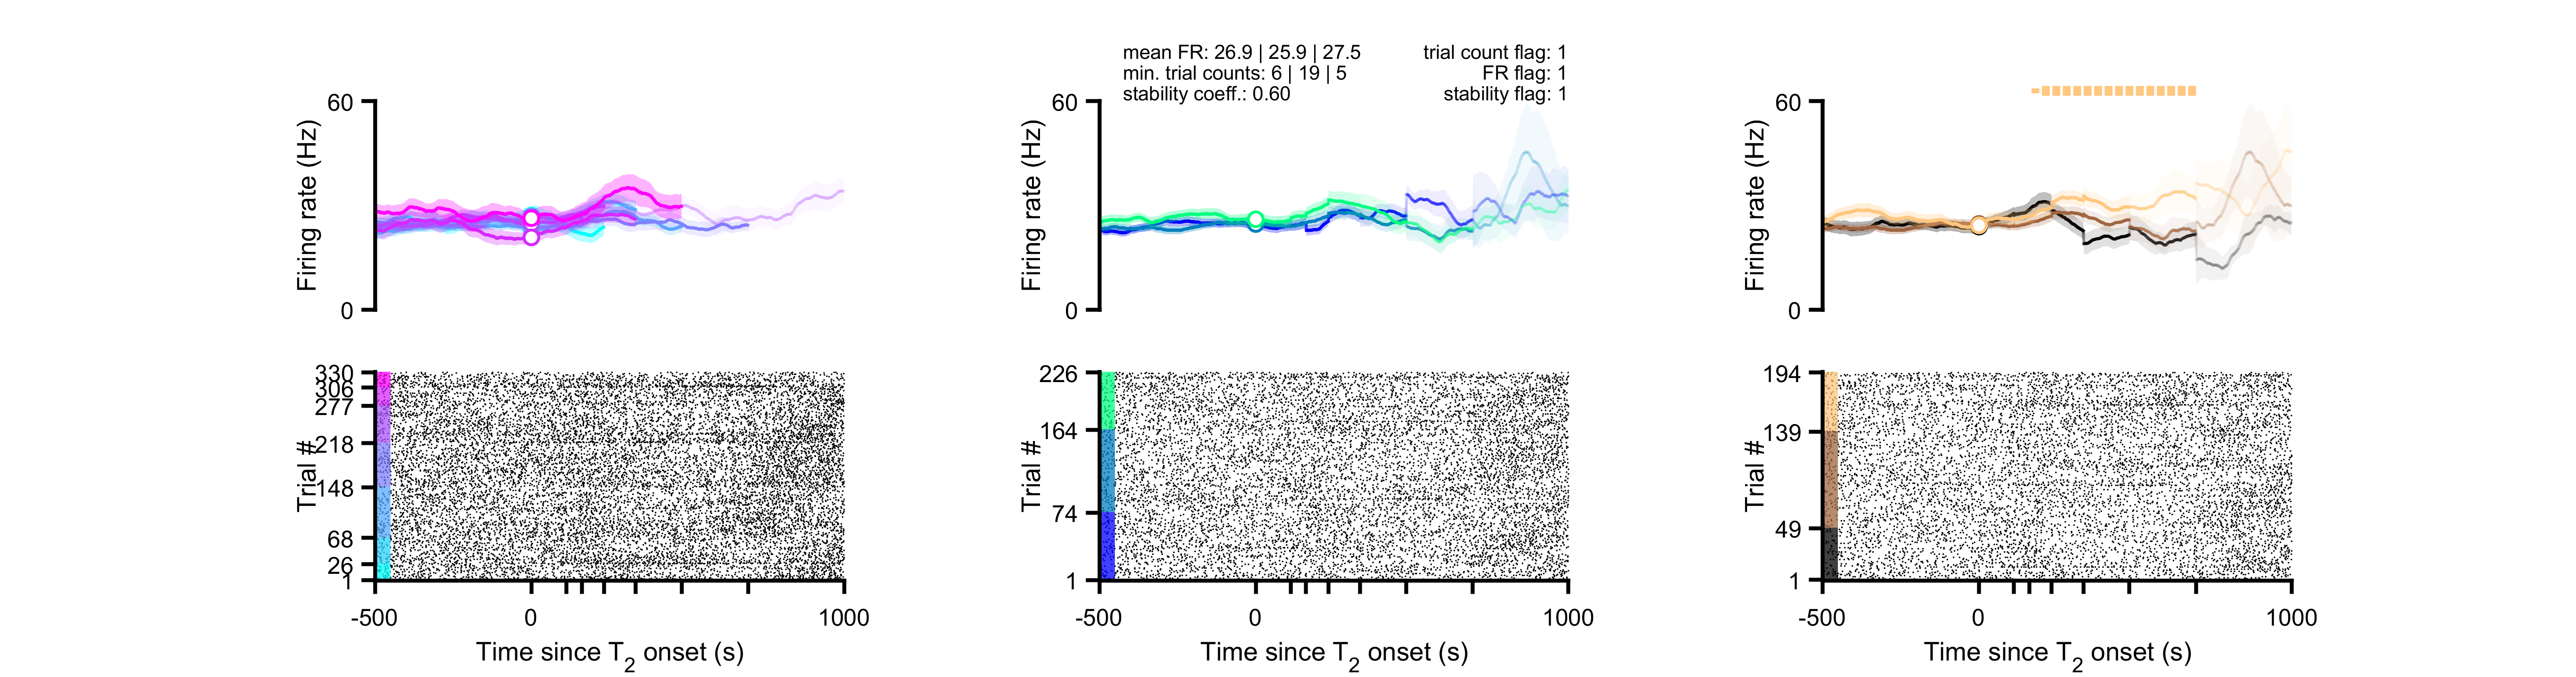 mean FR: 26.9 | 25.9 | 27.5
min. trial counts: 6 | 19 | 5
stability coeff.: 0.60
trial count flag: 1
FR flag: 1
stability flag: 1
60
Firing rate (Hz)
0
60
Firing rate (Hz)
0
60
Firing rate (Hz)
0
330
306
277
218
148
68
26
1
Trial #
-500
0
1000
Time since T2 onset (s)
226
164
74
1
Trial #
-500
0
1000
Time since T2 onset (s)
194
139
49
1
Trial #
-500
0
1000
Time since T2 onset (s)